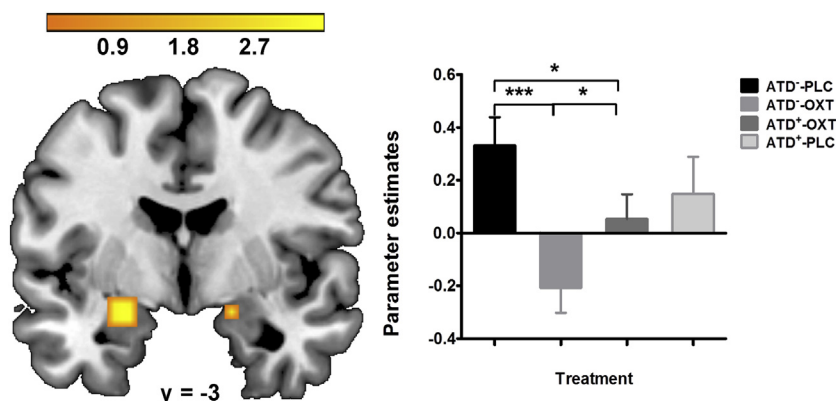 0.9 1.8 2.7
y = -3
Parameter estimates
0.6
0.4
0.2
0.0
-0.2
-0.4
*
*** *
Treatment
ATD⁻-PLC
ATD⁻-OXT
ATD⁺-OXT
ATD⁺-PLC